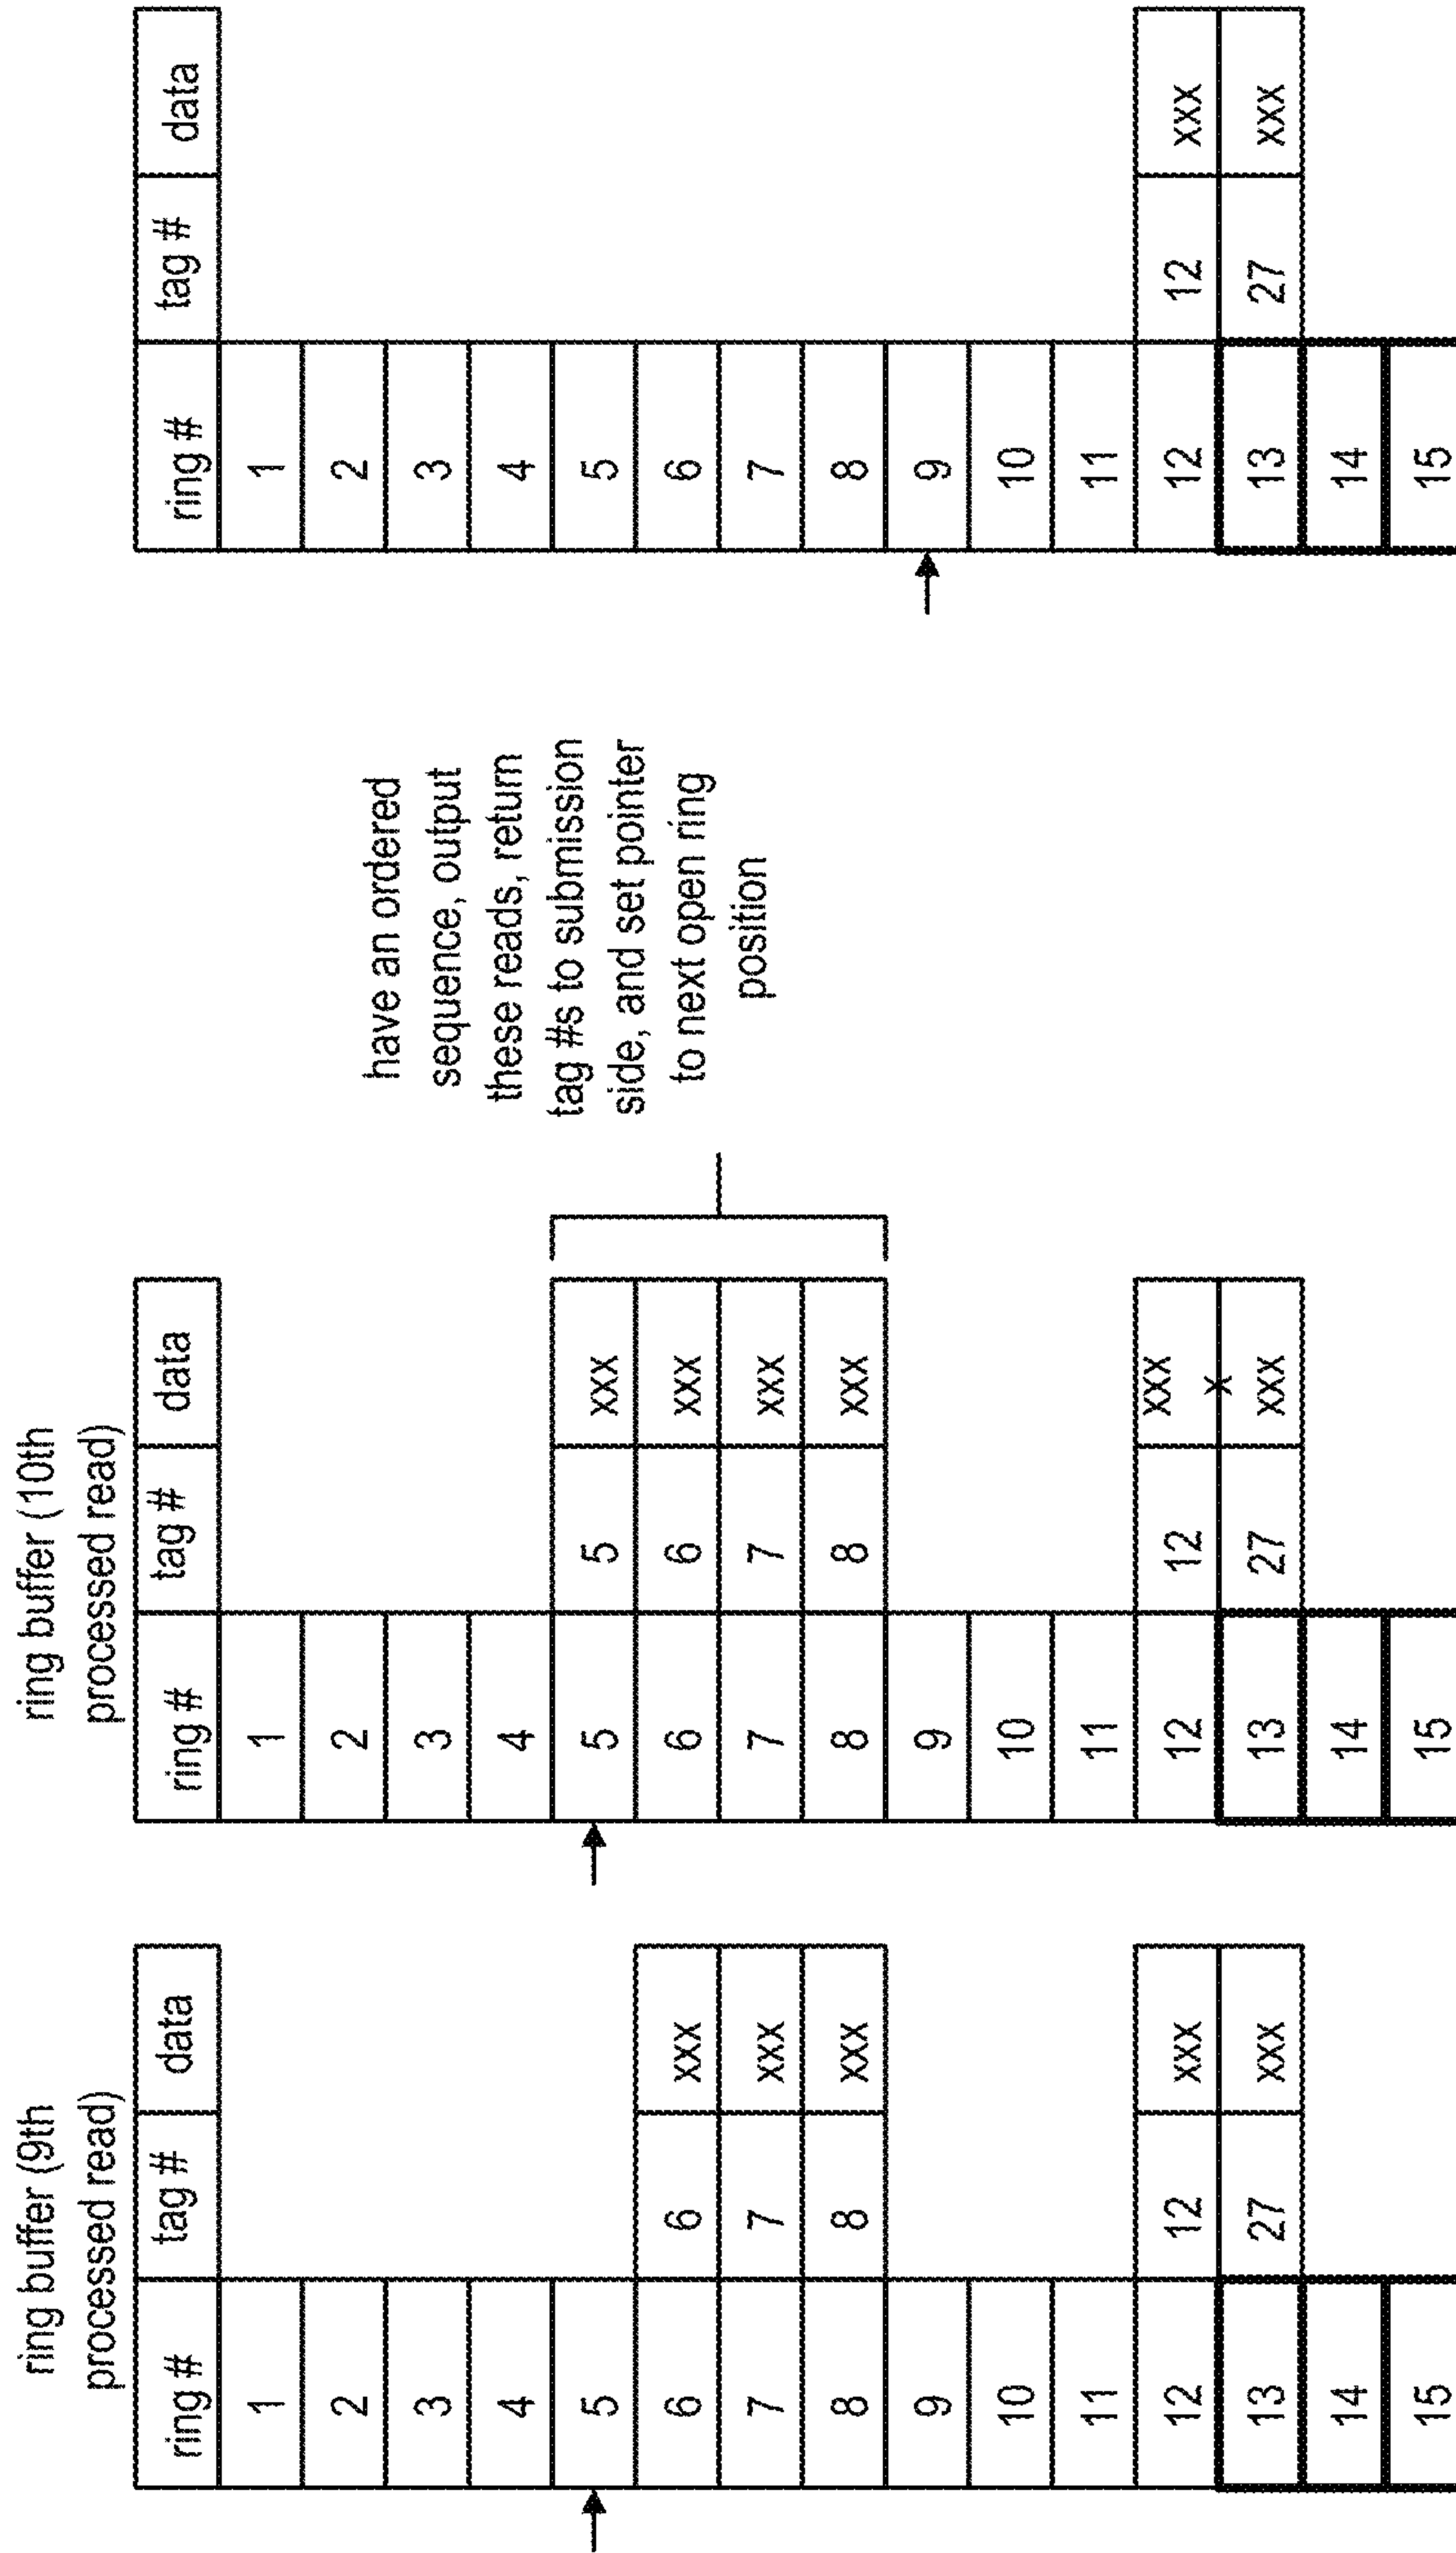 ring buffer (9th
processed read)
ring # tag # data
1
2
3
4
5
6 6 xxx
7 7 xxx
8 8 xxx
9
10
11
12 12 xxx
13 27 xxx
14
15
ring buffer (10th
processed read)
ring # tag # data
1
2
3
4
5 5 xxx
6 6 xxx
7 7 xxx
8 8 xxx
9
10
11
12 12 xxx
x
13 27 xxx
14
15
have an ordered
sequence, output
these reads, return
tag #s to submission
side, and set pointer
to next open ring
position
ring # tag # data
1
2
3
4
5
6
7
8
9
10
11
12 12 xxx
13 27 xxx
14
15